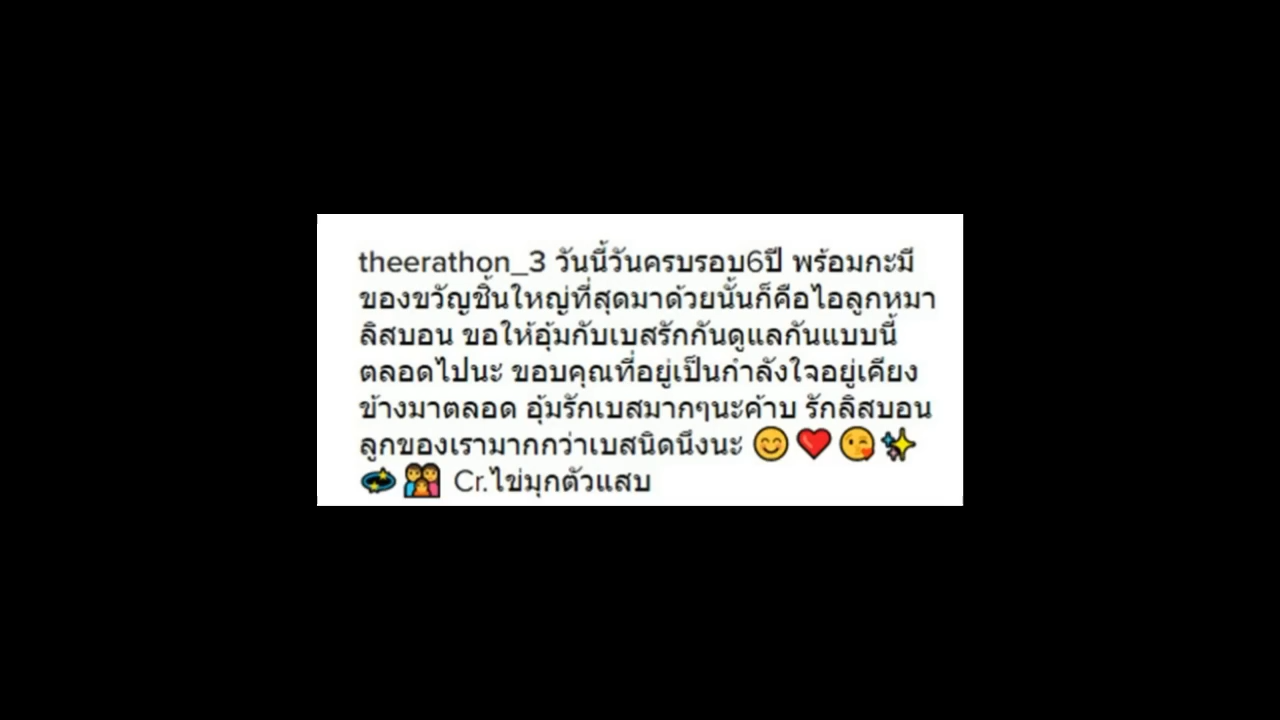 theerathon_3 วันนี้วันครบรอบ6ปี พร้อมกะมี
ของขวัญชิ้นใหญ่ที่สุดมาด้วยนั้นก็คือไอลูกหมา
ลิสบอน ขอให้อุ้มกับเบสรักกันดูแลกันแบบนี้
ตลอดไปนะ ขอบคุณที่อยู่เป็นกำลังใจอยู่เคียง
ข้างมาตลอด อุ้มรักเบสมากๆนะค้าบ รักลิสบอน
ลูกของเรามากกว่าเบสนิดนึงนะ 😊❤️😘✨
💫👨‍👩‍👧 Cr.ไข่มุกตัวแสบ